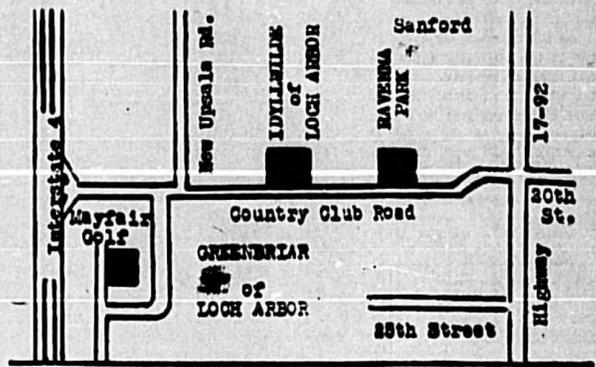 Sanford
New Upsala Rd.
IDYLLWILDE
of
LOCH ARBOR
RAVENNA
PARK
17-92
Interstate 4
20th
St.
Mayfair
Golf
Country Club Road
GREENBRIAR
of
LOCH ARBOR
Highway
25th Street